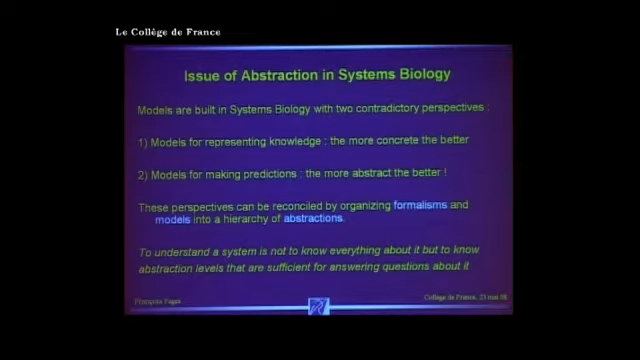 Le Collège de France
Issue of Abstraction in Systems Biology
Models are built in Systems Biology with two contradictory perspectives :
1) Models for representing knowledge : the more concrete the better
2) Models for making predictions : the more abstract the better !
These perspectives can be reconciled by organizing formalisms and
models into a hierarchy of abstractions.
To understand a system is not to know everything about it but to know
abstraction levels that are sufficient for answering questions about it
François Fages
Collège de France, 23 mai 08